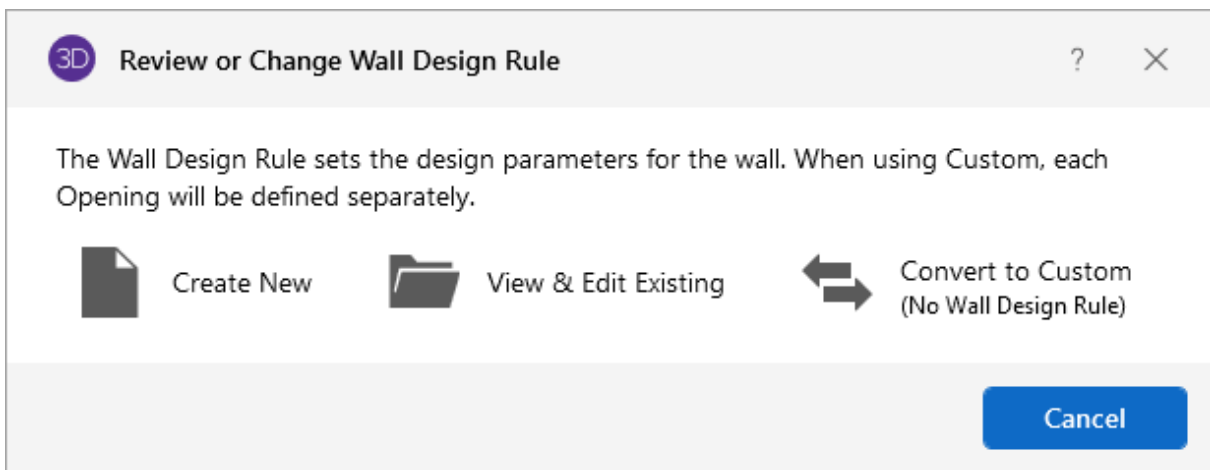 3D Review or Change Wall Design Rule ?
The Wall Design Rule sets the design parameters for the wall. When using Custom, each
Opening will be defined separately.
Create New View & Edit Existing Convert to Custom
(No Wall Design Rule)
Cancel